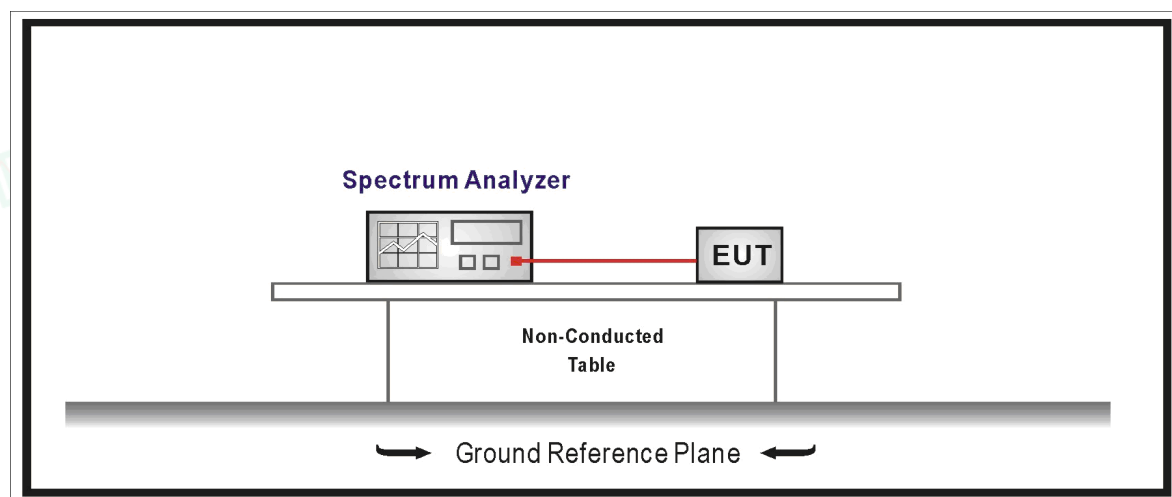 Spectrum Analyzer
EUT
Non-Conducted
Table
Ground Reference Plane